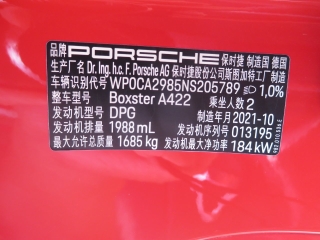 品牌 PORSCHE 保时捷 制造国 德国
生产厂名 Dr. Ing. h.c. F. Porsche AG 保时捷股份公司斯图加特工厂制造
车辆识别代号 WP0CA2985NS205789 1,0%
整车型号 Boxster A422 乘坐人数 2
发动机型号 DPG 制造年月 2021-10
发动机排量 1988 mL 发动机序列号 013195
最大允许总质量 1685 kg 发动机最大净功率 184 kW